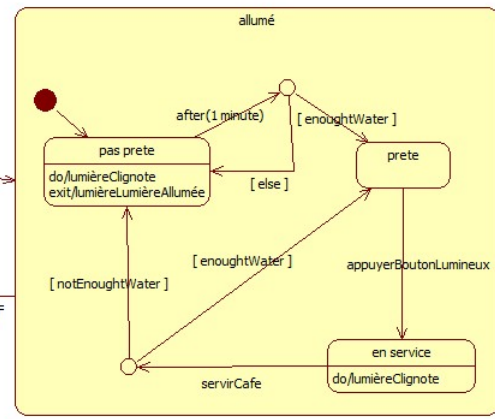 allumé
after(1 minute)
[ enoughtWater ]
pas prete
prete
do/lumièreClignote
exit/lumièreLumièreAllumée
[ else ]
[ enoughtWater ]
appuyerBoutonLumineux
[ notEnoughtWater ]
en service
servirCafe
do/lumièreClignote